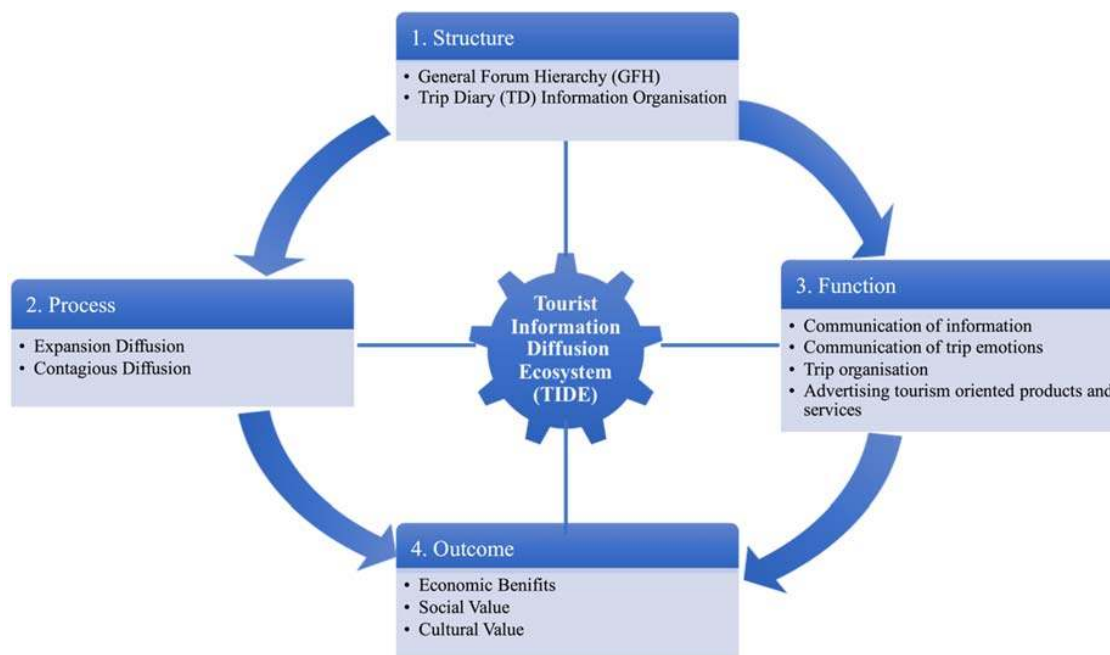 1. Structure
• General Forum Hierarchy (GFH)
• Trip Diary (TD) Information Organisation
2. Process
• Expansion Diffusion
• Contagious Diffusion
Tourist
Information
Diffusion
Ecosystem
(TIDE)
3. Function
• Communication of information
• Communication of trip emotions
• Trip organisation
• Advertising tourism oriented products and
services
4. Outcome
• Economic Benifits
• Social Value
• Cultural Value